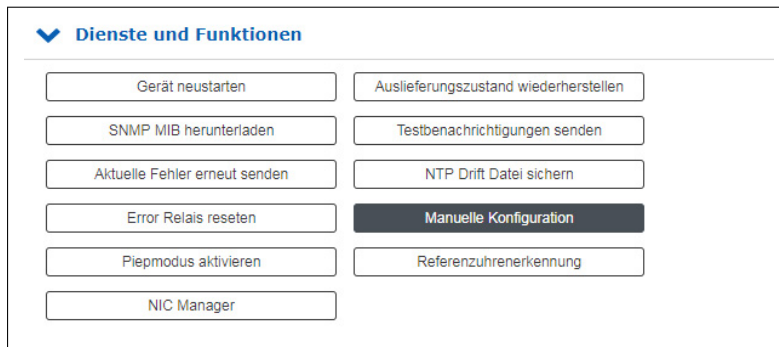 Dienste und Funktionen
Gerät neustarten
Auslieferungszustand wiederherstellen
SNMP MIB herunterladen
Testbenachrichtigungen senden
Aktuelle Fehler erneut senden
NTP Drift Datei sichern
Error Relais reseten
Manuelle Konfiguration
Piepmodus aktivieren
Referenzuhrenerkennung
NIC Manager